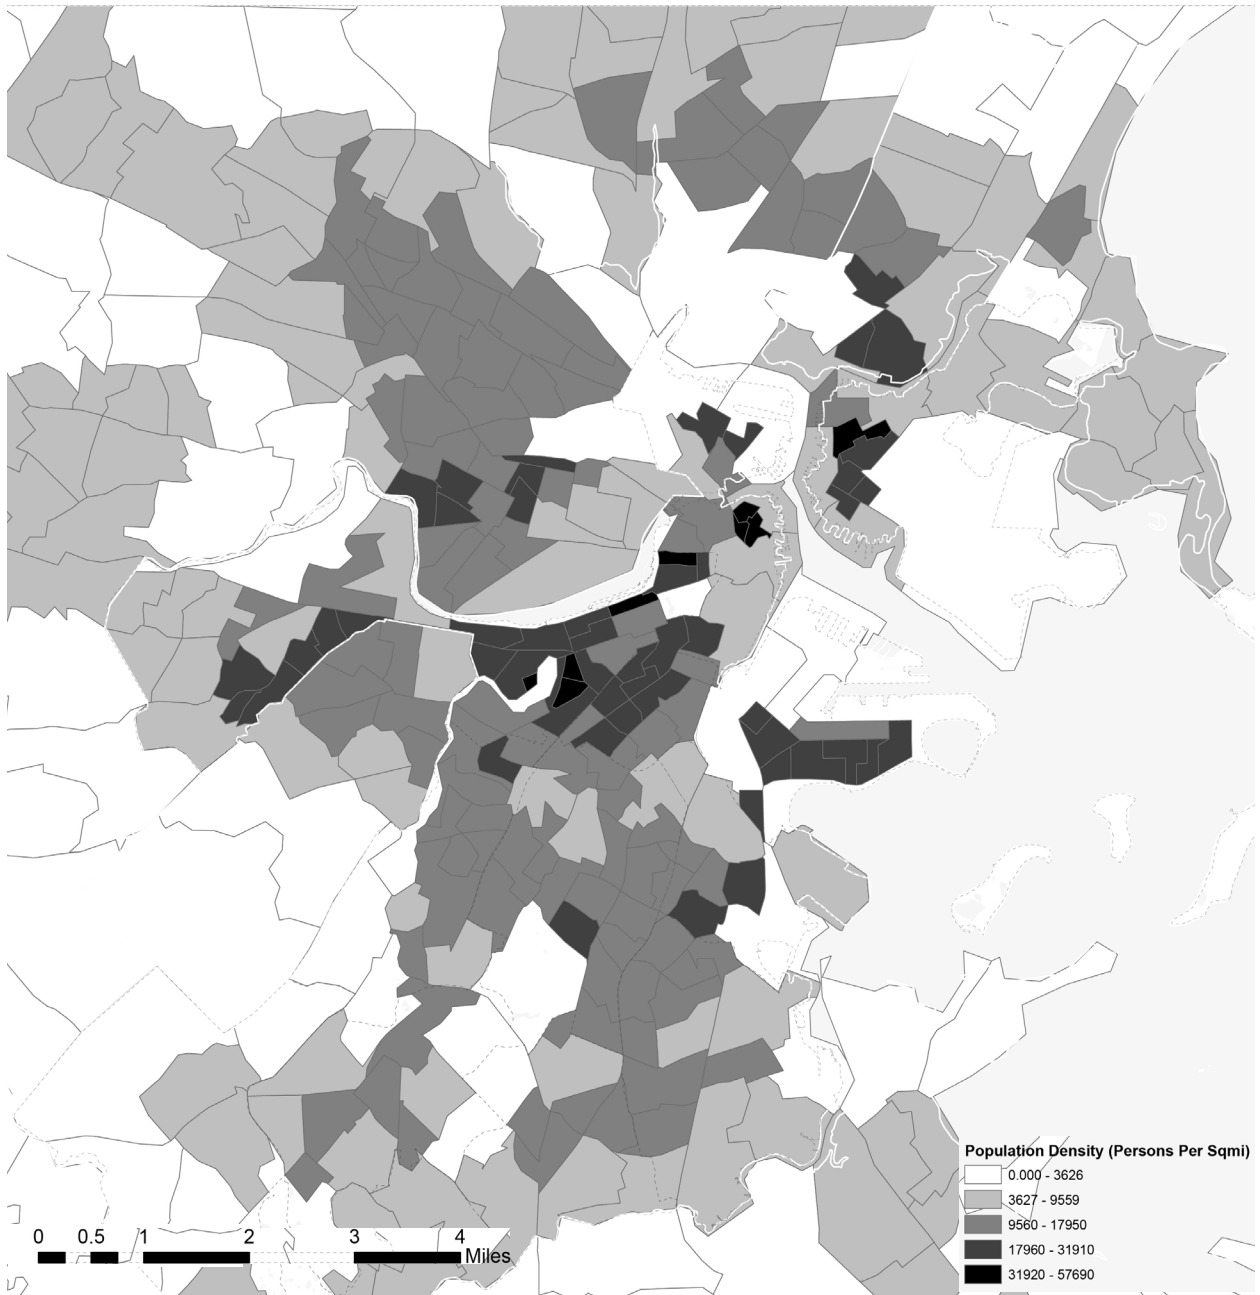 Population Density (Persons Per Sqmi)
0.000 - 3626
3627 - 9559
9560 - 17950
17960 - 31910
31920 - 57690
0 0.5 1 2 3 4
Miles